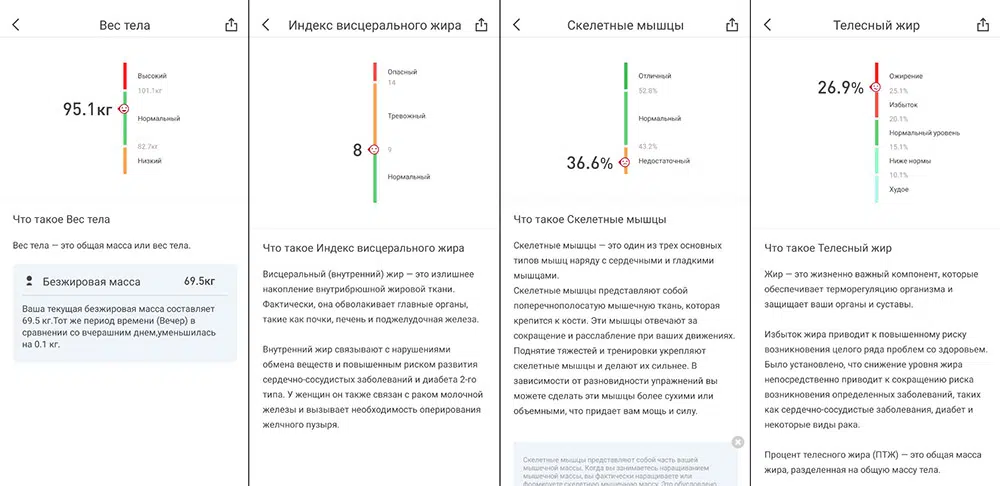 Вес тела
95.1кг
Высокий
101.1кг
Нормальный
82.7кг
Низкий
Что такое Вес тела
Вес тела — это общая масса или вес тела.
Безжировая масса 69.5кг
Ваша текущая безжировая масса составляет
69.5 кг.Тот же период времени (Вечер) в
сравнении со вчерашним днем,уменьшилась
на 0.1 кг.
Индекс висцерального жира
8
Опасный
14
Тревожный
9
Нормальный
Что такое Индекс висцерального жира
Висцеральный (внутренний) жир — это излишнее
накопление внутрибрюшной жировой ткани.
Фактически, она обволакивает главные органы,
такие как почки, печень и поджелудочная железа.
Внутренний жир связывают с нарушениями
обмена веществ и повышенным риском развития
сердечно-сосудистых заболеваний и диабета 2-го
типа. У женщин он также связан с раком молочной
железы и вызывает необходимость оперирования
желчного пузыря.
Скелетные мышцы
36.6%
Отличный
52.8%
Нормальный
43.3%
Недостаточный
Что такое Скелетные мышцы
Скелетные мышцы — это один из трех основных
типов мышц наряду с сердечными и гладкими
мышцами.
Скелетные мышцы представляют собой
поперечнополосатую мышечную ткань, которая
крепится к кости. Эти мышцы отвечают за
сокращение и расслабление при ваших движениях.
Поднятие тяжестей и тренировки укрепляют
скелетные мышцы и делают их сильнее. В
зависимости от разновидности упражнений вы
можете сделать эти мышцы более сухими или
объемными, что придает вам мощь и силу.
Скелетные мышцы представляют собой часть вашей
мышечной массы. Когда вы занимаетесь наращиванием
мышечной массы, вы фактически наращиваете или
формируете скелетную мышечную массу. Это обусловлено
Телесный жир
26.9%
Ожирение
25.1%
Избыток
20.1%
Нормальный уровень
15.1%
Ниже нормы
10.1%
Худое
Что такое Телесный жир
Жир — это жизненно важный компонент, которые
обеспечивает терморегуляцию организма и
защищает ваши органы и суставы.
Избыток жира приводит к повышенному риску
возникновения целого ряда проблем со здоровьем.
Было установлено, что снижение уровня жира
непосредственно приводит к сокращению риска
возникновения определенных заболеваний, таких
как сердечно-сосудистые заболевания, диабет и
некоторые виды рака.
Процент телесного жира (ПТЖ) — это общая масса
жира, разделенная на общую массу тела.